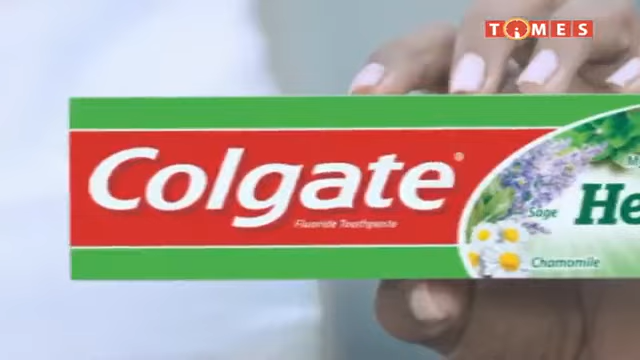 TIMES
Colgate
Fluoride Toothpaste
Sage
He
Chamomile